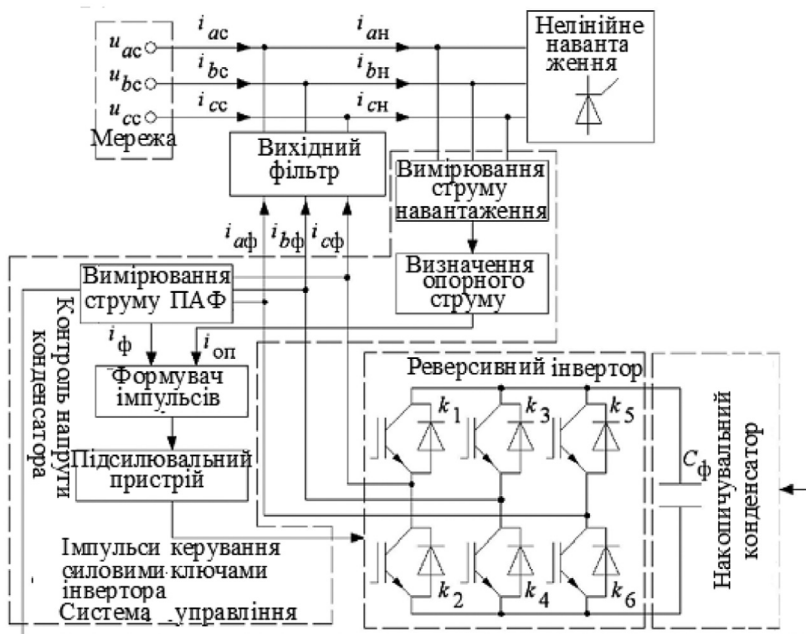 u_ac
i_ac
i_aн
Нелінійне
наванта
ження
u_bc
i_bc
i_bн
u_cc
i_cc
i_cн
Мережа
Вихідний
фільтр
Вимірювання
струму
навантаження
i_aф
i_bф
i_cф
Вимірювання
струму ПАФ
Визначення
опорного
струму
i_ф
i_оп
Контроль напруги
конденсатора
Формувач
імпульсів
Підсилювальний
пристрій
Реверсивний інвертор
k_1
k_3
k_5
C_ф
Накопичувальний
конденсатор
k_2
k_4
k_6
Імпульси керування
силовими ключами
інвертора
Система управління